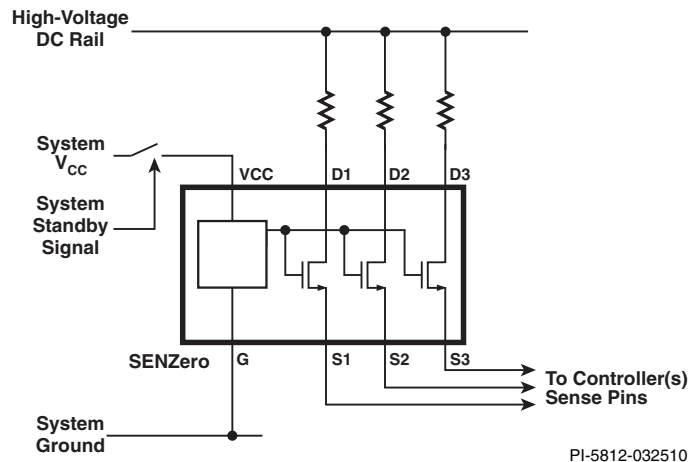 High-Voltage
DC Rail
System
VCC
System
Standby
Signal
VCC
D1
D2
D3
SENZero
G
S1
S2
S3
To Controller(s)
Sense Pins
System
Ground
PI-5812-032510